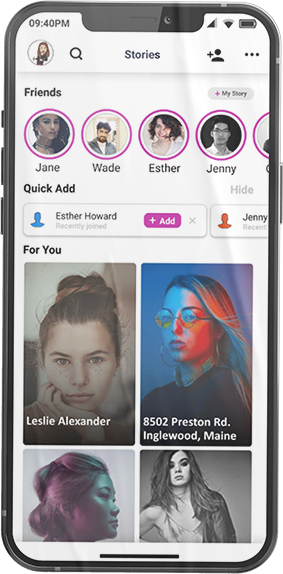 09:40PM
Stories
Friends
+ My Story
Jane
Wade
Esther
Jenny
Quick Add
Hide
Esther Howard
Recently joined
+ Add
Jenny
Recent
For You
Leslie Alexander
8502 Preston Rd.
Inglewood, Maine